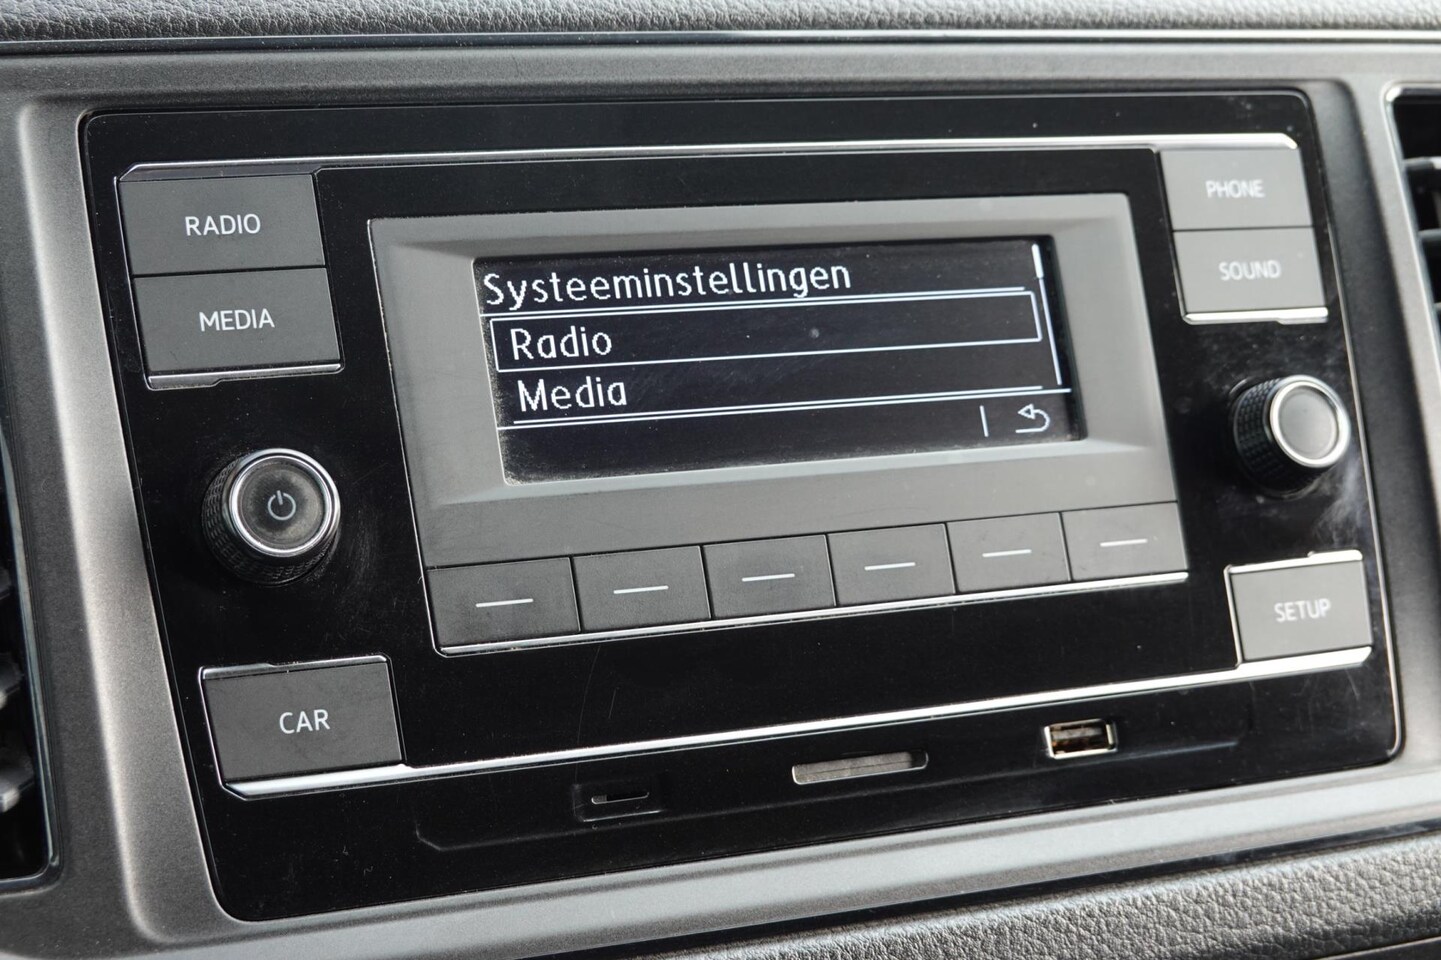 RADIO
MEDIA
Systeeminstellingen
Radio
Media
PHONE
SOUND
SETUP
CAR